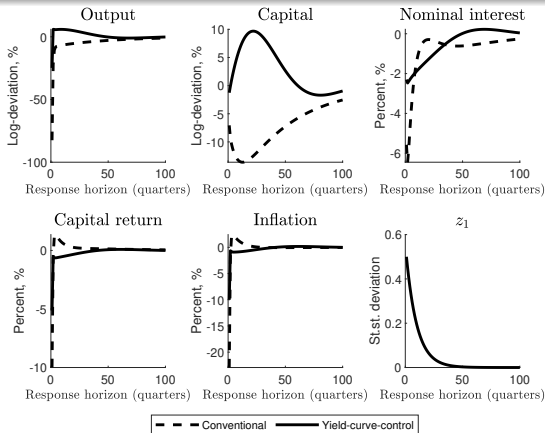 Output
Capital
Nominal interest
Log-deviation, %
0
-50
-100
0
50
100
Response horizon (quarters)
Log-deviation, %
10
5
0
-5
-10
0
50
100
Response horizon (quarters)
Percent, %
0
-2
-4
-6
0
50
100
Response horizon (quarters)
Capital return
Inflation
z1
Percent, %
0
-5
-10
0
50
100
Response horizon (quarters)
Percent, %
0
-5
-10
-15
-20
0
50
100
Response horizon (quarters)
St.st. deviation
0.6
0.4
0.2
0
0
50
100
Response horizon (quarters)
Conventional
Yield-curve-control